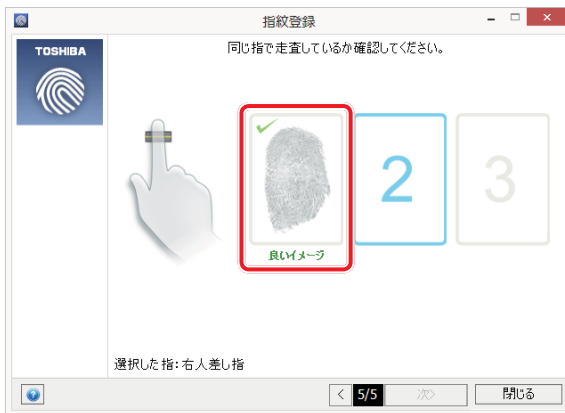 指紋登録
TOSHIBA
同じ指で走査しているか確認してください。
2
3
良いイメージ
選択した指:右人差し指
?
< 5/5 次>
閉じる